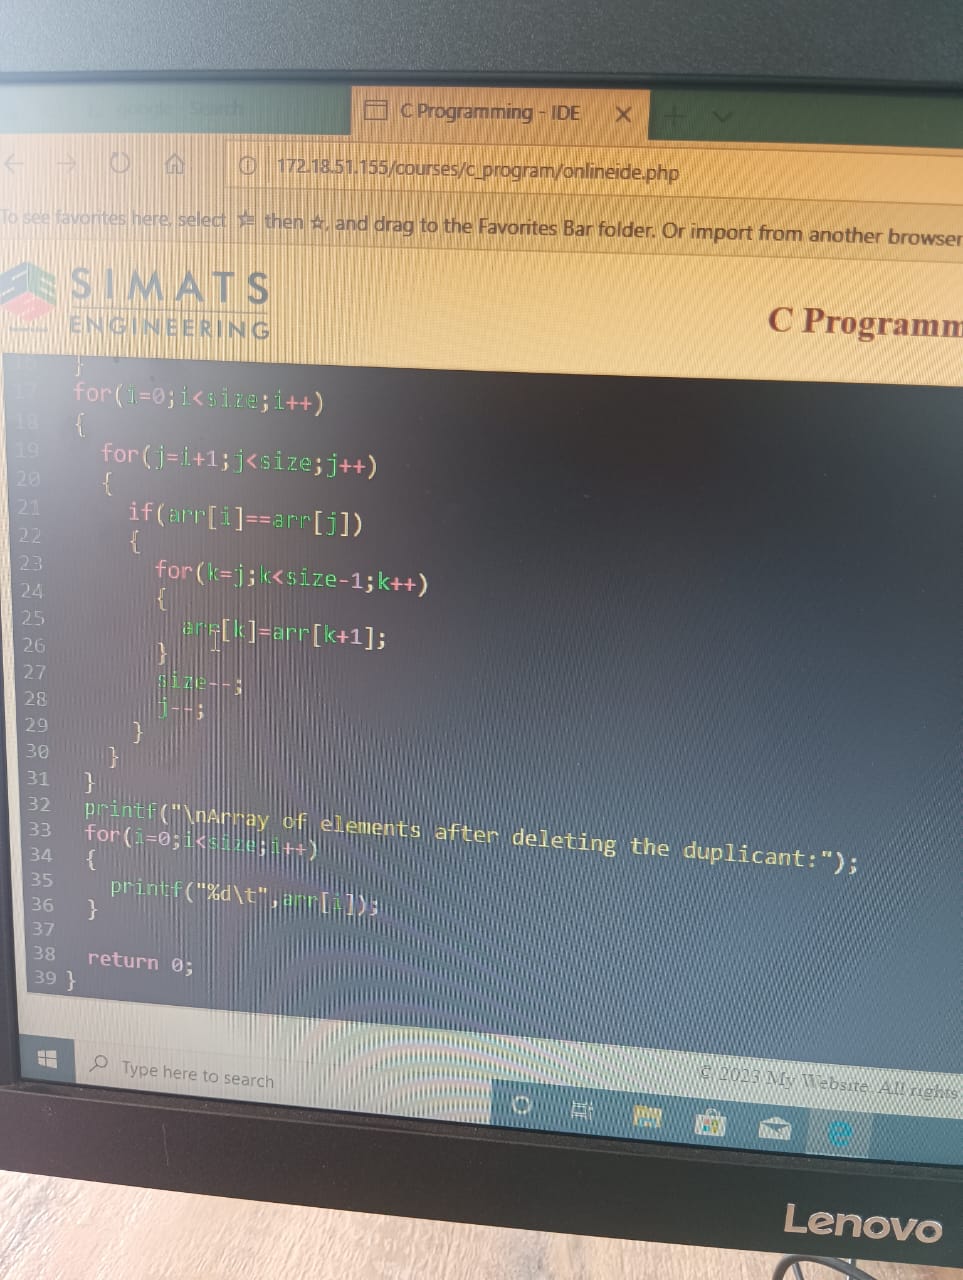 C Programming - IDE
172.18.51.155/courses/c_program/onlineide.php
To see favorites here, select then , and drag to the Favorites Bar folder. Or import from another browser
SIMATS
ENGINEERING
C Programm
16 }
17 for(i=0;i<size;i++)
18 {
19 for(j=i+1;j<size;j++)
20 {
21 if(arr[i]==arr[j])
22 {
23 for(k=j;k<size-1;k++)
24 {
25 arr[k]=arr[k+1];
26 }
27 size--;
28 j--;
29 }
30 }
31 }
32 printf("\nArray of elements after deleting the duplicant:");
33 for(i=0;i<size;i++)
34 {
35 printf("%d\t",arr[i]);
36 }
37
38 return 0;
39 }
© 2023 My Website. All rights
Type here to search
Lenovo